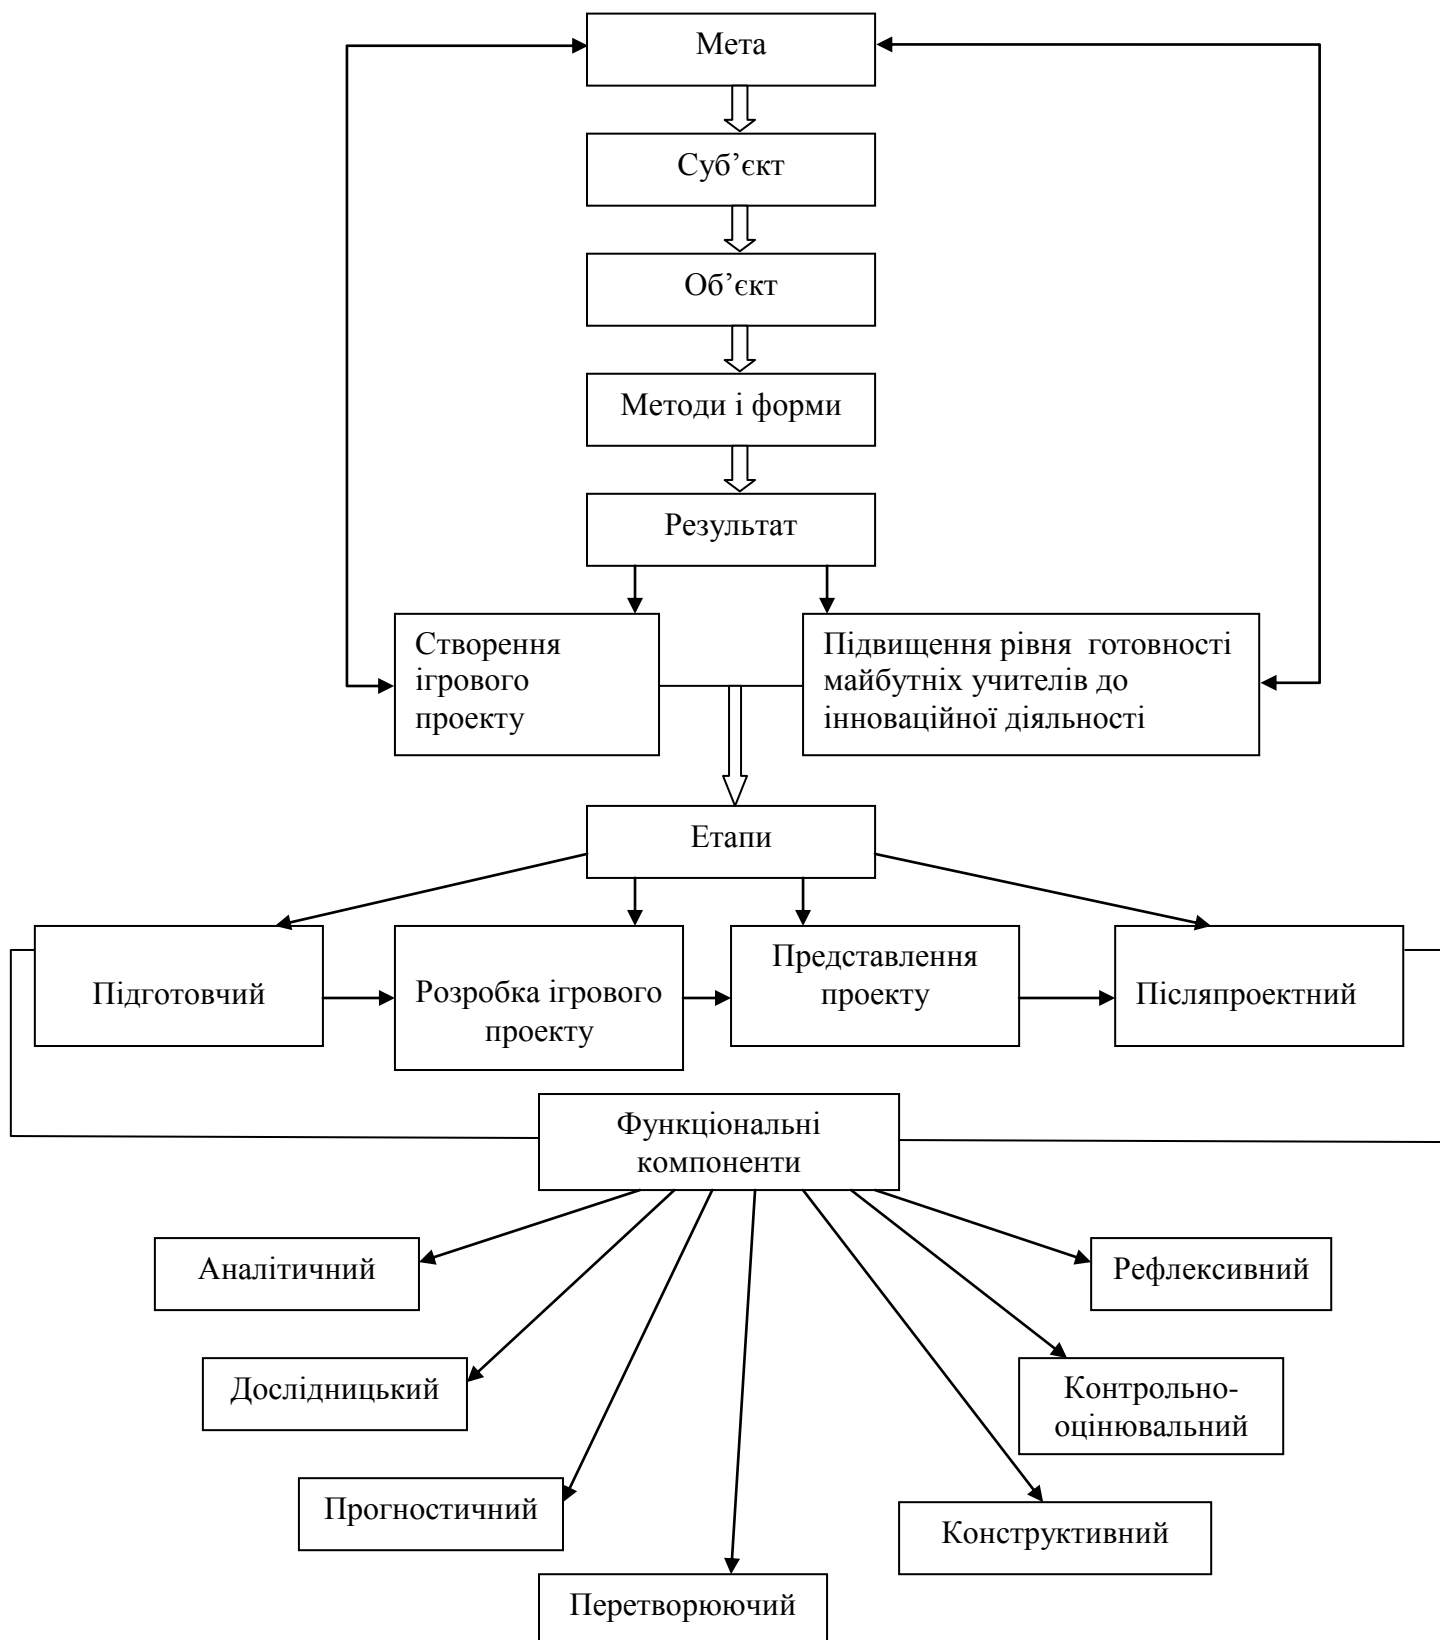 Мета
Суб’єкт
Об’єкт
Методи і форми
Результат
Створення
ігрового
проекту
Підвищення рівня готовності
майбутніх учителів до
інноваційної діяльності
Етапи
Підготовчий
Розробка ігрового
проекту
Представлення
проекту
Післяпроектний
Функціональні
компоненти
Аналітичний
Рефлексивний
Дослідницький
Контрольно-
оцінювальний
Прогностичний
Конструктивний
Перетворюючий